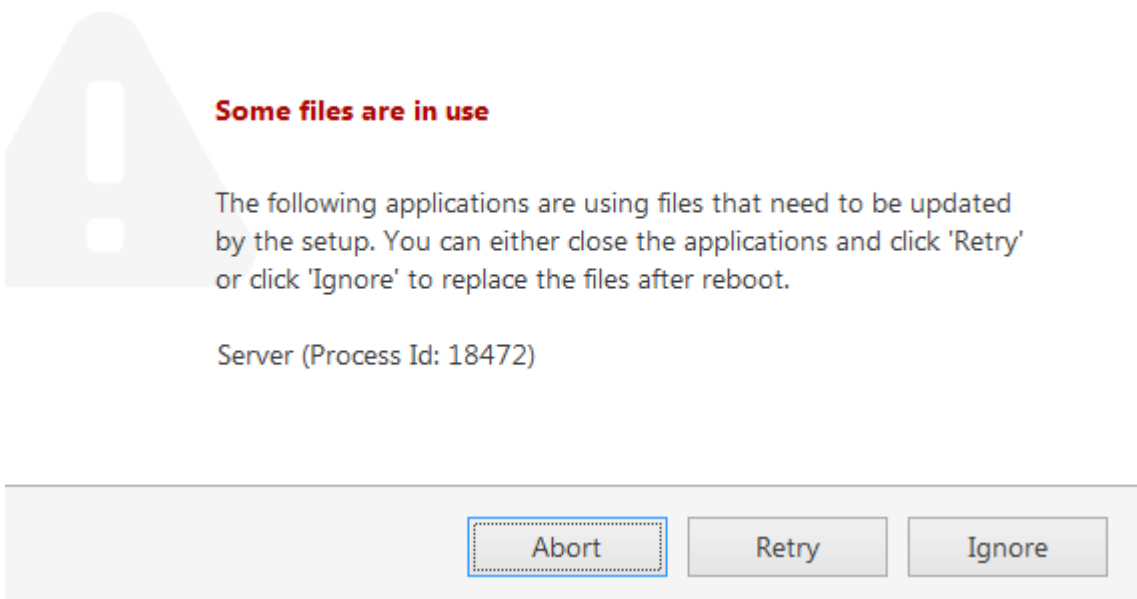 Some files are in use
The following applications are using files that need to be updated
by the setup. You can either close the applications and click 'Retry'
or click 'Ignore' to replace the files after reboot.
Server (Process Id: 18472)
Abort
Retry
Ignore